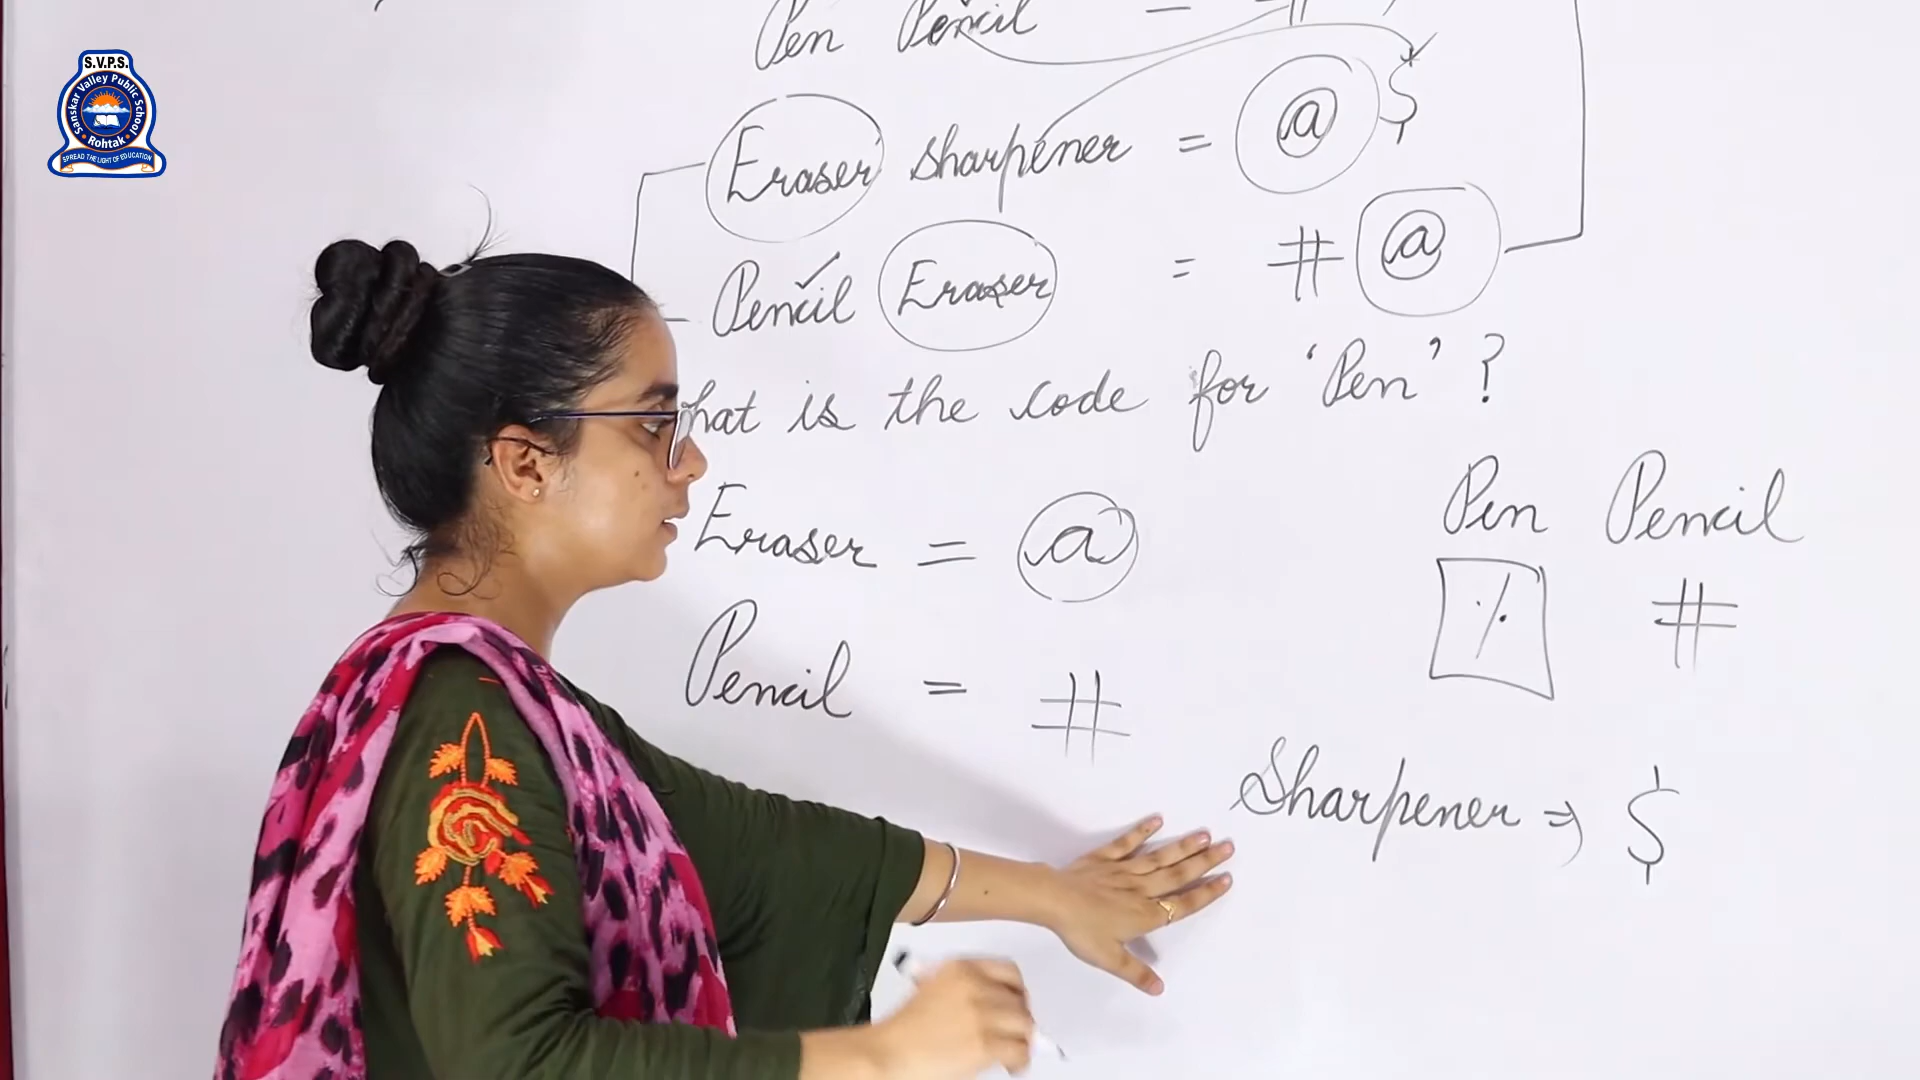 S.V.P.S.
Sanskar Valley Public School
Rohtak
SPREAD THE LIGHT OF EDUCATION
Pen Pencil - #
Eraser sharpener = @ $
Pencil Eraser = # @
hat is the code for 'Pen' ?
Eraser = @
Pencil = #
Pen Pencil
% #
Sharpener ⇒ $